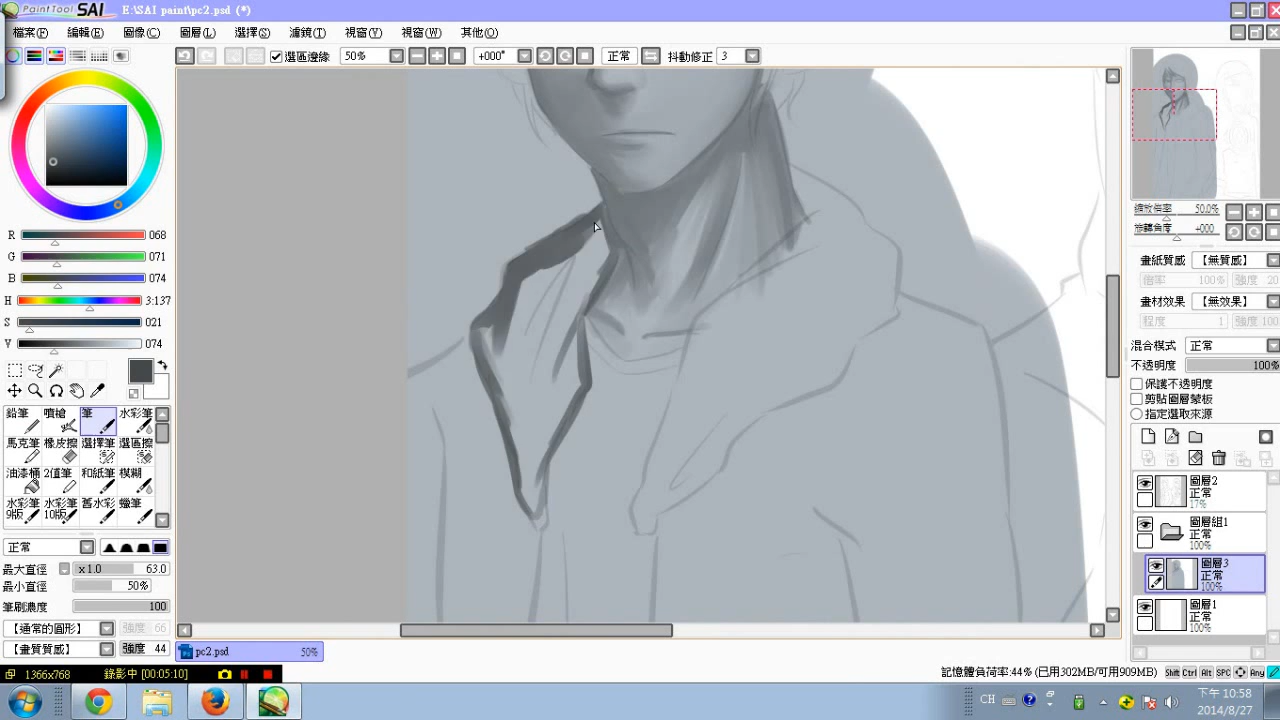 PaintTool SAI E:\SAI paint\pc2.psd (*)
檔案(F) 編輯(E) 圖像(C) 圖層(L) 選擇(S) 濾鏡(T) 視窗(V) 視窗(W) 其他(O)
選區邊緣 50% +000° 正常 抖動修正 3
R 068
G 071
B 074
H 3:137
S 021
V 074
鉛筆 噴槍 筆 水彩筆
馬克筆 橡皮擦 選擇筆 選區擦
油漆桶 2值筆 和紙筆 模糊
水彩筆 水彩筆 舊水彩 蠟筆
9版 10版
正常
最大直徑 x 1.0 63.0
最小直徑 50%
筆刷濃度 100
【通常的圓形】 強度 66
【畫質質感】 強度 44
縮放倍率 50.0%
旋轉角度 +000
畫紙質感 【無質感】
倍率 100% 強度 20
畫材效果 【無效果】
程度 1 強度 100
混合模式 正常
不透明度 100%
保護不透明度
剪貼圖層蒙板
指定選取來源
圖層2
正常
17%
圖層組1
正常
100%
圖層3
正常
100%
圖層1
正常
100%
pc2.psd 50%
1366x768 錄影中 [00:05:10]
記憶體負荷率:44% (已用302MB/可用909MB) Shift Ctrl Alt SPC Any
CH
下午 10:58
2014/8/27